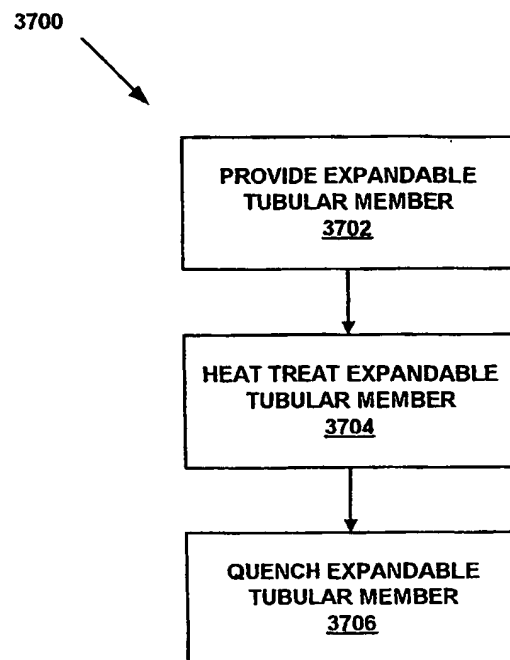 3700
PROVIDE EXPANDABLE
TUBULAR MEMBER
3702
HEAT TREAT EXPANDABLE
TUBULAR MEMBER
3704
QUENCH EXPANDABLE
TUBULAR MEMBER
3706